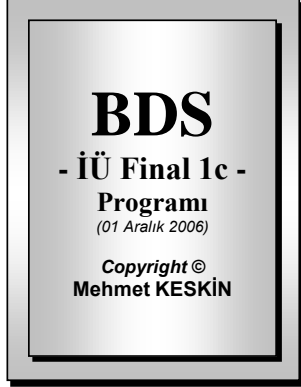 BDS
- İÜ Final 1c -
Programı
(01 Aralık 2006)
Copyright ©
Mehmet KESKİN